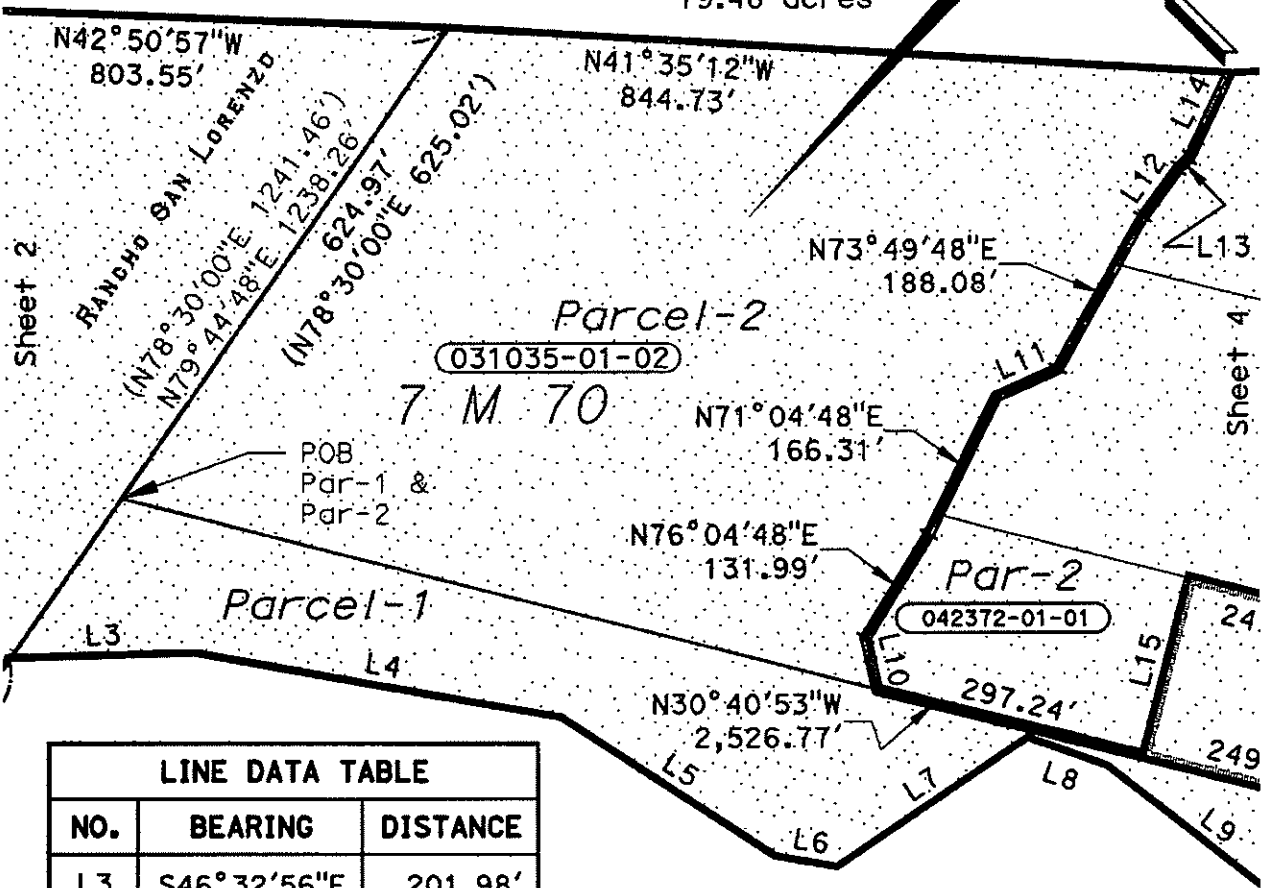 19.46 acres
N42°50'57"W
803.55'
N41°35'12"W
844.73'
RANCHO SAN LORENZO
(N78°30'00"E 1241.46')
N79°44'48"E 1238.26'
624.97'
(N78°30'00"E 625.02')
Sheet 2
L14
L12
L13
N73°49'48"E
188.08'
Parcel-2
031035-01-02
7 M 70
L11
Sheet 4
N71°04'48"E
166.31'
POB
Par-1 &
Par-2
N76°04'48"E
131.99'
Par-2
042372-01-01
Parcel-1
L3
L4
L10
L15
24
N30°40'53"W
2,526.77'
297.24'
249
L5
L6
L7
L8
L9
LINE DATA TABLE
NO. BEARING DISTANCE
L3 S46°32'56"E 201.98'